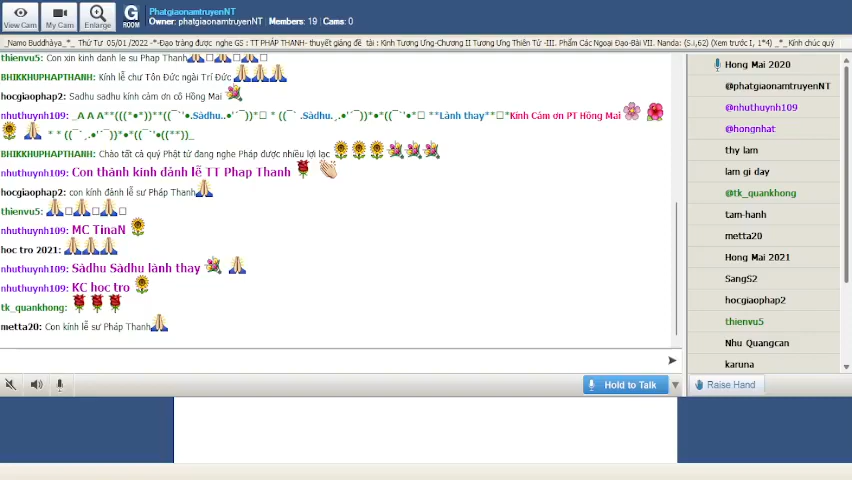 View Cam
My Cam
Enlarge
G
ROOM
PhatgiaonamtruyenNT
Owner: phatgiaonamtruyenNT | Members: 19 | Cams: 0
_Namo Buddhàya_*_ Thứ Tư 05/01 /2022 -*-Đạo tràng được nghe GS : TT PHÁP THANH- thuyết giảng đề tài : Kinh Tương Ưng-Chương II Tương Ưng Thiên Tử -III. Phẩm Các Ngoại Đạo-Bài VII. Nanda: (S.i,62) (Xem trước I, 1*4) _*_Kính chúc quý
thienvu5: Con xin kinh danh le su Phap Thanh
BHIKKHUPHAPTHANH: Kính lễ chư Tôn Đức ngài Trí Đức
hocgiaophap2: Sadhu sadhu kính cảm ơn cô Hồng Mai
nhuthuynh109: **Lành thay** *Kính Cảm ơn PT Hồng Mai
BHIKKHUPHAPTHANH: Chào tất cả quý Phật tử đang nghe Pháp được nhiều lợi lạc
nhuthuynh109: Con thành kính đảnh lễ TT Phap Thanh
hocgiaophap2: con kính đảnh lễ sư Pháp Thanh
thienvu5:
nhuthuynh109: MC TinaN
hoc tro 2021:
nhuthuynh109: Sàdhu Sàdhu lành thay
nhuthuynh109: KC hoc tro
tk_quankhong:
metta20: Con kính lễ sư Pháp Thanh
Hold to Talk
Hong Mai 2020
@phatgiaonamtruyenNT
@nhuthuynh109
@hongnhat
thy lam
lam gi day
@tk_quankhong
tam-hanh
metta20
Hong Mai 2021
SangS2
hocgiaophap2
thienvu5
Nhu Quangcan
karuna
Raise Hand